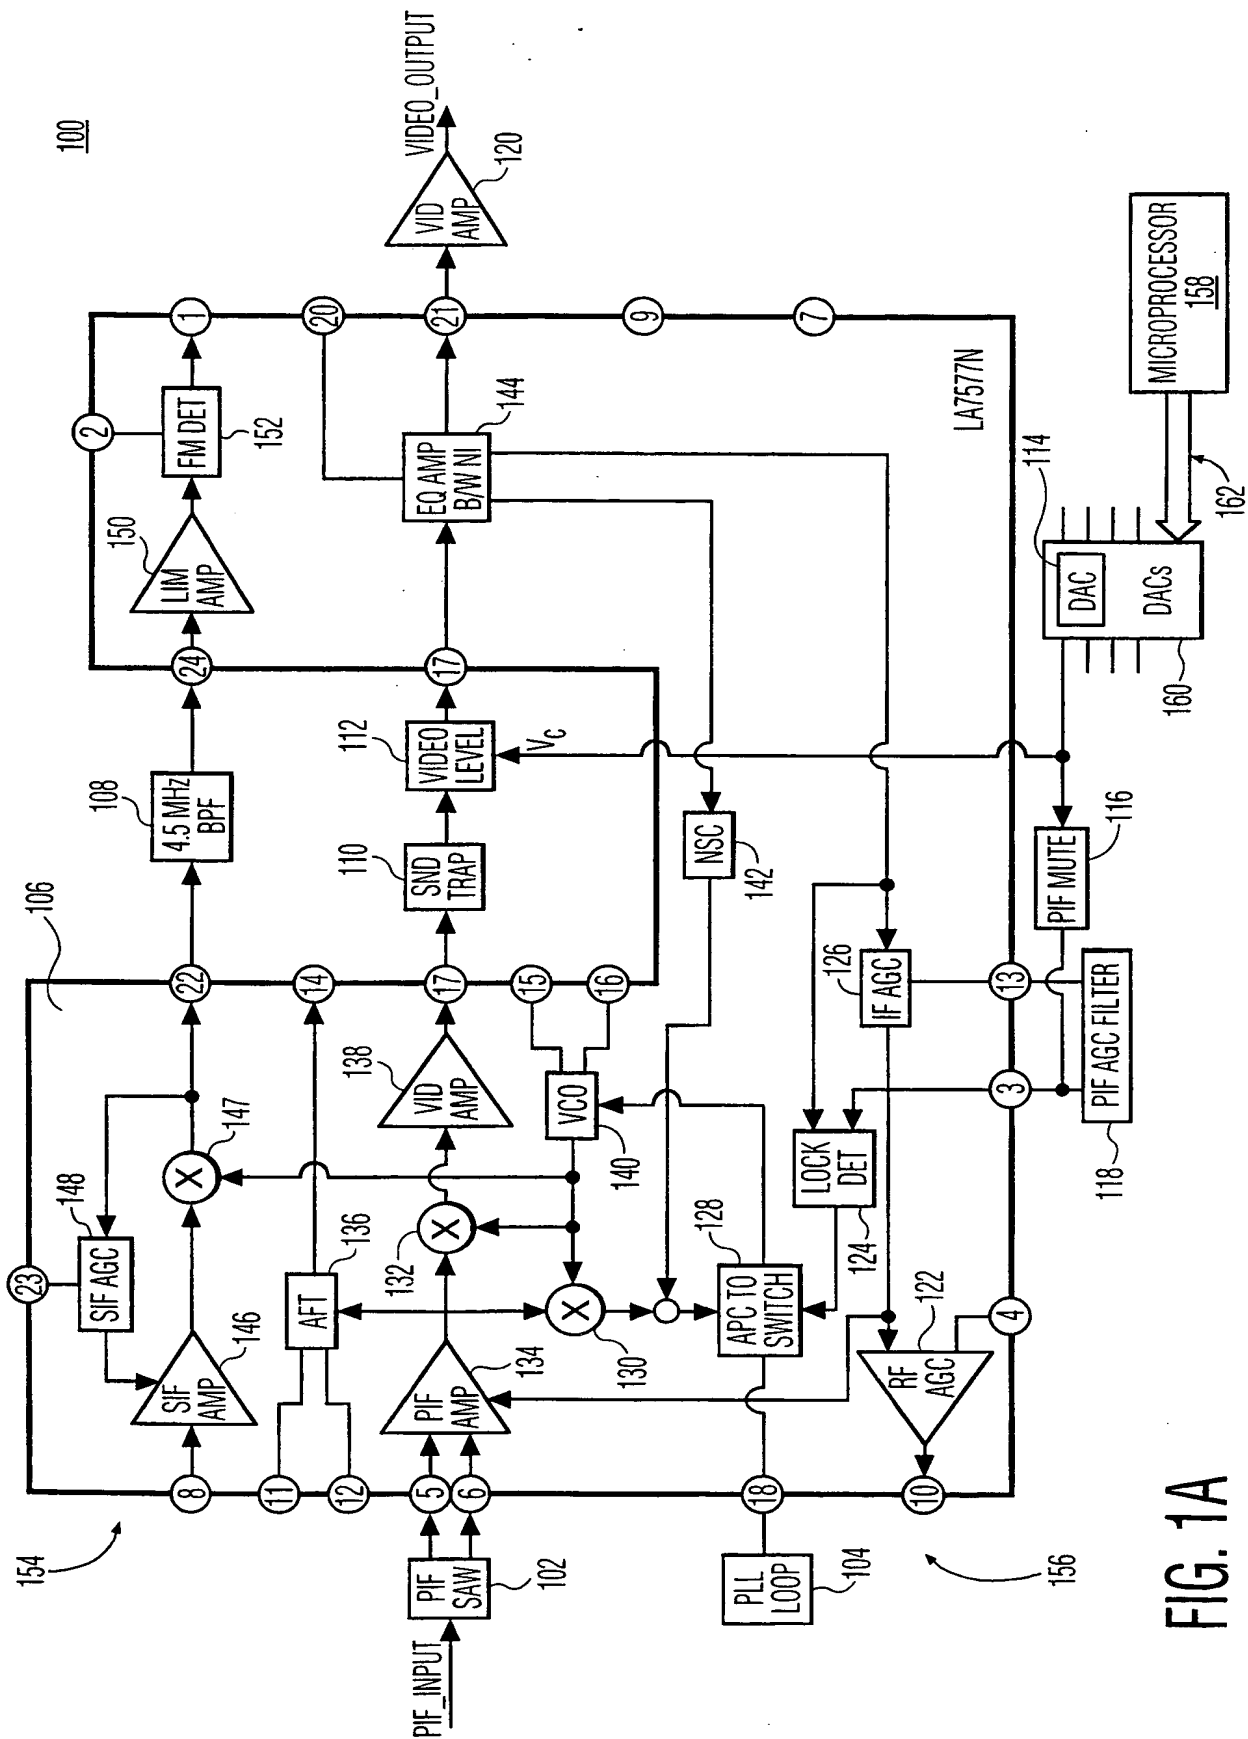 100
154
106
23
SIF AGC
148
8
SIF
AMP
146
X
147
22
4.5 MHz
BPF
108
24
LIM
AMP
150
2
FM DET
152
1
11
12
AFT
136
14
20
PIF_INPUT
PIF
SAW
102
5
6
PIF
AMP
134
X
132
VID
AMP
138
17
SND
TRAP
110
VIDEO
LEVEL
112
VC
17
EQ AMP
B/W NI
144
21
VID
AMP
120
VIDEO_OUTPUT
15
16
VCO
140
X
130
9
PLL
LOOP
104
18
APC TO
SWITCH
128
NSC
142
7
LOCK
DET
124
IF AGC
126
10
RF
AGC
122
156
4
3
13
LA7577N
PIF AGC FILTER
118
PIF MUTE
116
DAC
114
DACs
160
162
MICROPROCESSOR
158
FIG. 1A